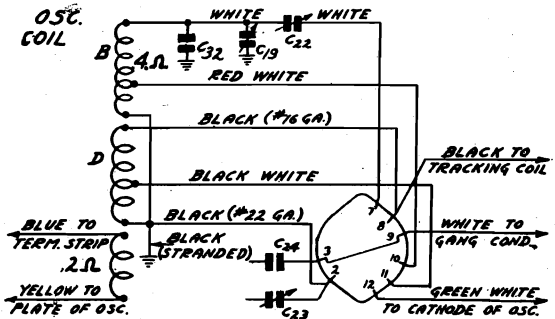 OSC.
COIL
WHITE
WHITE
C22
B
4Ω
C32
C19
RED WHITE
BLACK (#16 GA.)
D
BLACK TO
TRACKING COIL
BLACK WHITE
7
8
9
10
11
12
3
2
BLACK (#22 GA.)
WHITE TO
GANG COND.
BLUE TO
TERM. STRIP
BLACK
(STRANDED)
C24
.2Ω
GREEN WHITE
TO CATHODE OF OSC.
YELLOW TO
PLATE OF OSC.
C23